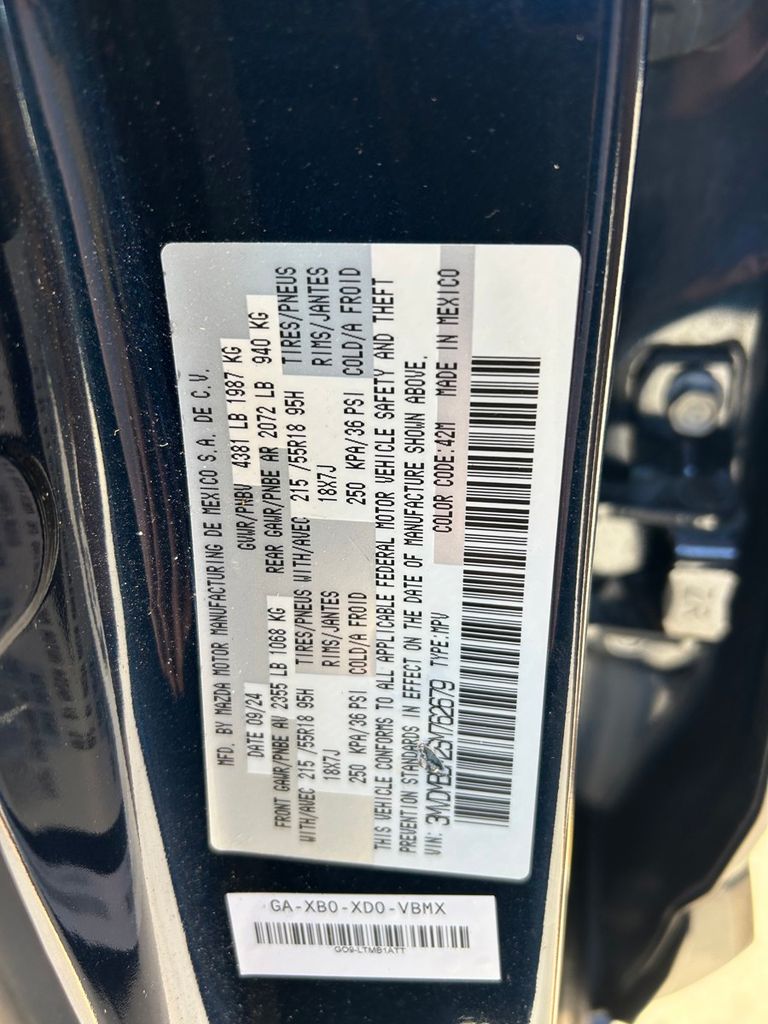 MFD. BY MAZDA MOTOR MANUFACTURING DE MEXICO S.A. DE C.V.
DATE 09/24 GVWR/PNBV 4381 LB 1987 KG
FRONT GAWR/PNBE AV 2355 LB 1068 KG REAR GAWR/PNBE AR 2072 LB 940 KG
WITH/AVEC 215 /55R18 95H TIRES/PNEUS WITH/AVEC 215 /55R18 95H TIRES/PNEUS
18X7J RIMS/JANTES 18X7J RIMS/JANTES
250 KPA/36 PSI COLD/A FROID 250 KPA/36 PSI COLD/A FROID
THIS VEHICLE CONFORMS TO ALL APPLICABLE FEDERAL MOTOR VEHICLE SAFETY AND THEFT
PREVENTION STANDARDS IN EFFECT ON THE DATE OF MANUFACTURE SHOWN ABOVE.
VIN: TYPE:MPV COLOR CODE:42M MADE IN MEXICO
GA-XB0-XD0-VBMX
GO9-LTMB1ATT